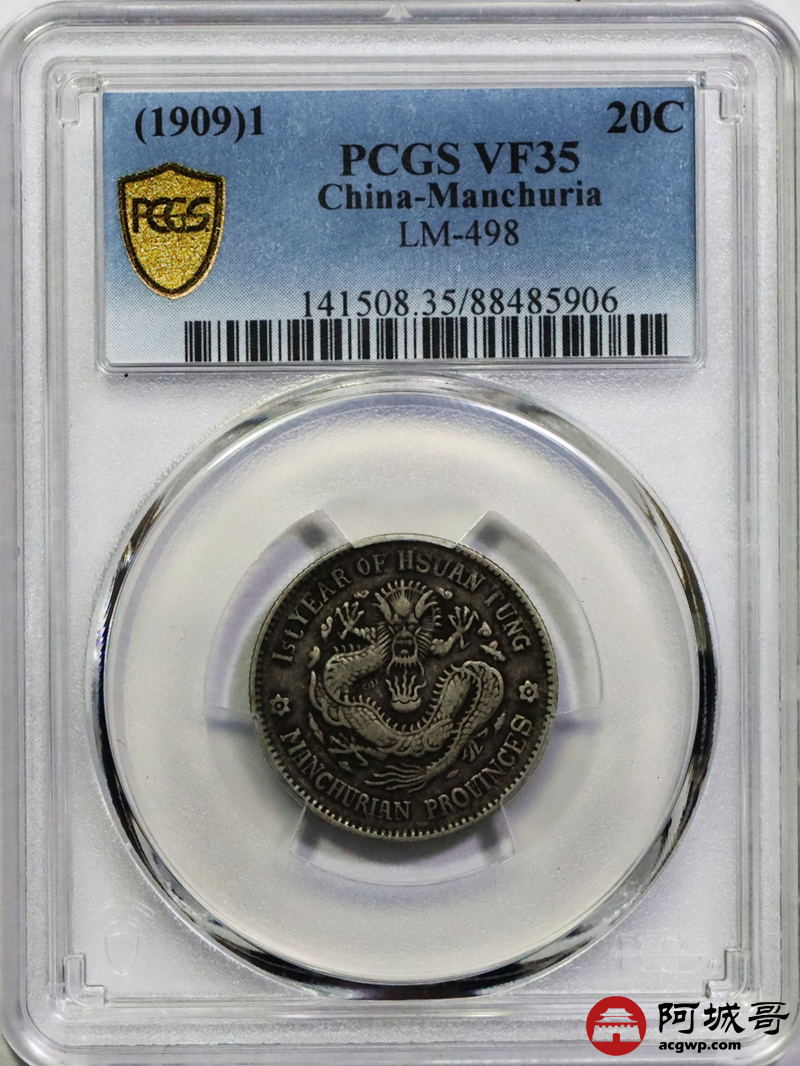 (1909)1 20C
PCGS VF35
China-Manchuria
LM-498
PCGS
141508.35/88485906
1st YEAR OF HSUAN TUNG
MANCHURIAN PROVINCES
阿城哥
acgwp.com